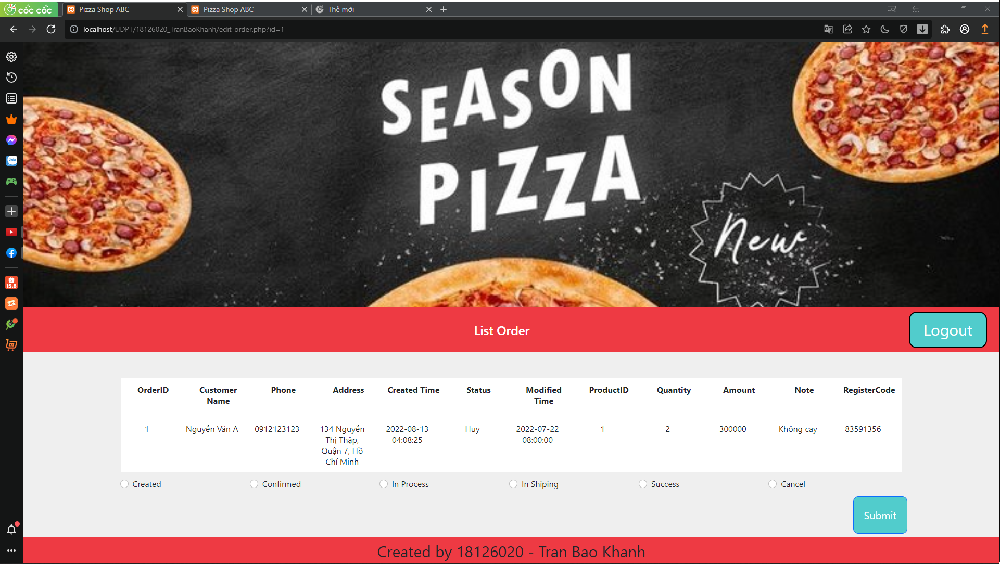 cốc cốc
Pizza Shop ABC
Pizza Shop ABC
Thẻ mới
localhost/UDPT/18126020_TranBaoKhanh/edit-order.php?id=1
SEASON
PIZZA
New
Zalo
15.8
List Order
Logout
OrderID Customer Name Phone Address Created Time Status Modified Time ProductID Quantity Amount Note RegisterCode
1 Nguyễn Văn A 0912123123 134 Nguyễn Thị Thập, Quận 7, Hồ Chí Minh 2022-08-13 04:08:25 Huy 2022-07-22 08:00:00 1 2 300000 Không cay 83591356
Created Confirmed In Process In Shiping Success Cancel
Submit
Created by 18126020 - Tran Bao Khanh